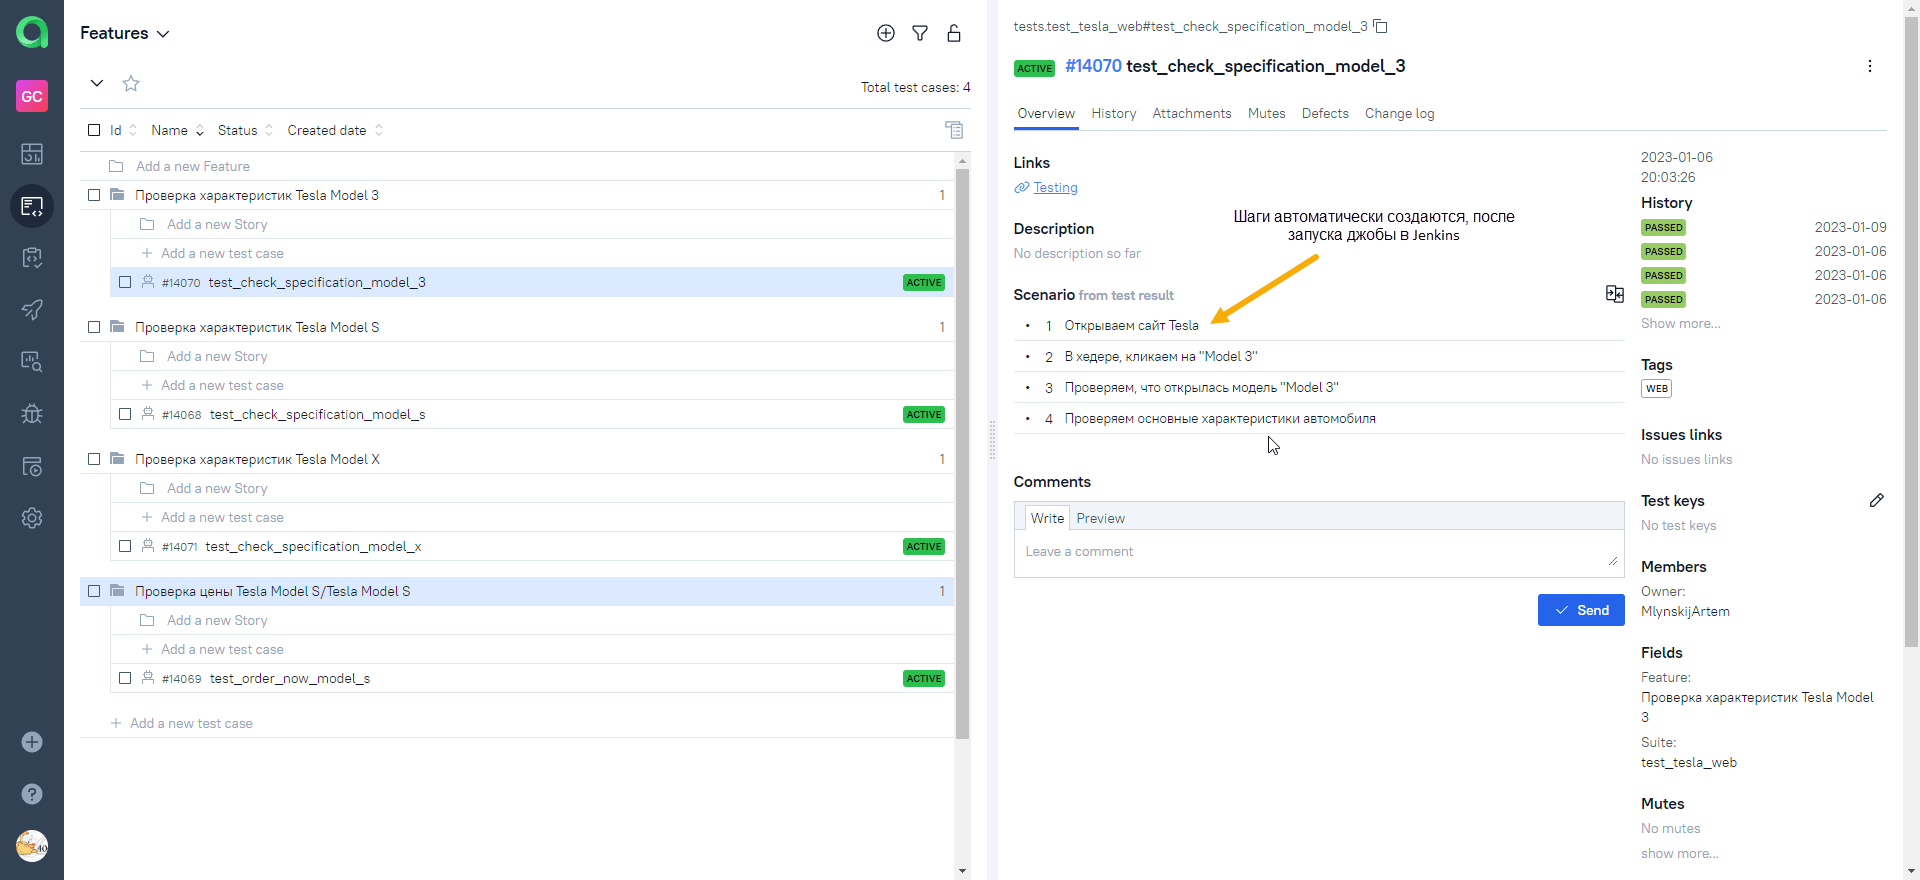 GC
Features
Total test cases: 4
Id Name Status Created date
Add a new Feature
Проверка характеристик Tesla Model 3 1
Add a new Story
Add a new test case
#14070 test_check_specification_model_3 ACTIVE
Проверка характеристик Tesla Model S 1
Add a new Story
Add a new test case
#14068 test_check_specification_model_s ACTIVE
Проверка характеристик Tesla Model X 1
Add a new Story
Add a new test case
#14071 test_check_specification_model_x ACTIVE
Проверка цены Tesla Model S/Tesla Model S 1
Add a new Story
Add a new test case
#14069 test_order_now_model_s ACTIVE
Add a new test case
tests.test_tesla_web#test_check_specification_model_3
ACTIVE #14070 test_check_specification_model_3
Overview History Attachments Mutes Defects Change log
Links
Testing
Description
No description so far
Шаги автоматически создаются, после
запуска джобы в Jenkins
Scenario from test result
• 1 Открываем сайт Tesla
• 2 В хедере, кликаем на "Model 3"
• 3 Проверяем, что открылась модель "Model 3"
• 4 Проверяем основные характеристики автомобиля
Comments
Write Preview
Leave a comment
Send
2023-01-06
20:03:26
History
PASSED 2023-01-09
PASSED 2023-01-06
PASSED 2023-01-06
PASSED 2023-01-06
Show more...
Tags
WEB
Issues links
No issues links
Test keys
No test keys
Members
Owner:
MlynskijArtem
Fields
Feature:
Проверка характеристик Tesla Model
3
Suite:
test_tesla_web
Mutes
No mutes
show more...